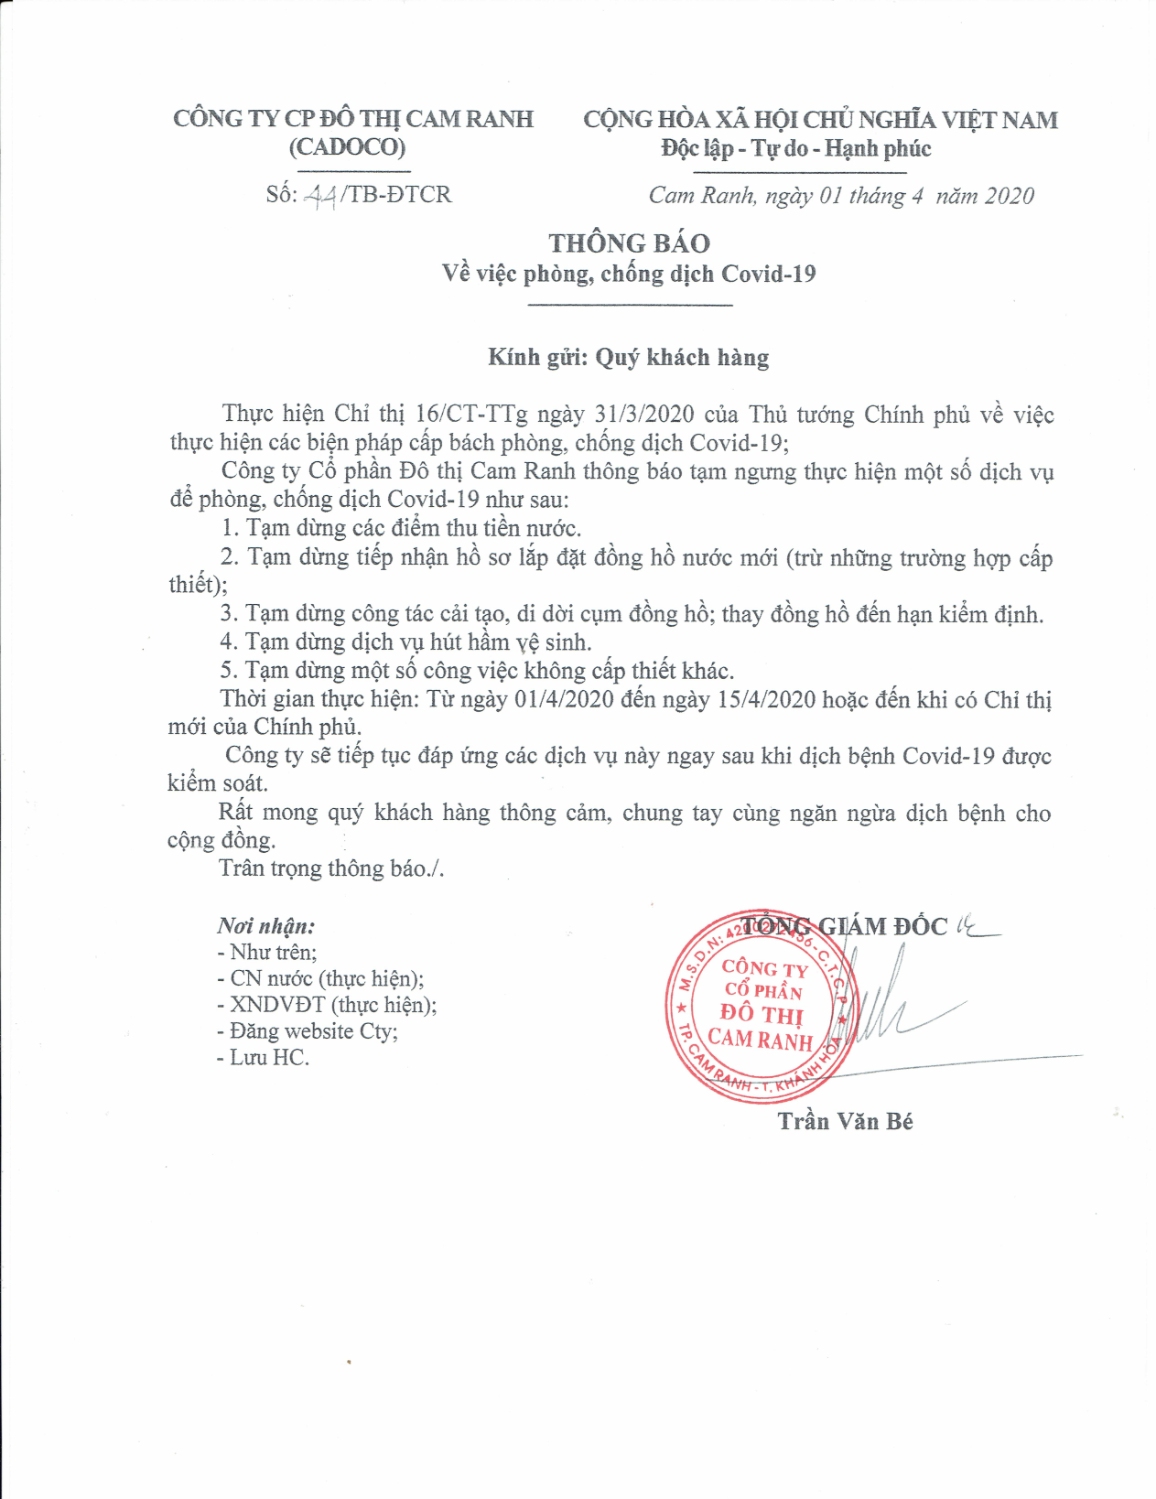 CÔNG TY CP ĐÔ THỊ CAM RANH
(CADOCO)
Số: 44/TB-ĐTCR
CỘNG HÒA XÃ HỘI CHỦ NGHĨA VIỆT NAM
Độc lập - Tự do - Hạnh phúc
Cam Ranh, ngày 01 tháng 4 năm 2020
THÔNG BÁO
Về việc phòng, chống dịch Covid-19
Kính gửi: Quý khách hàng
Thực hiện Chỉ thị 16/CT-TTg ngày 31/3/2020 của Thủ tướng Chính phủ về việc
thực hiện các biện pháp cấp bách phòng, chống dịch Covid-19;
Công ty Cổ phần Đô thị Cam Ranh thông báo tạm ngưng thực hiện một số dịch vụ
để phòng, chống dịch Covid-19 như sau:
1. Tạm dừng các điểm thu tiền nước.
2. Tạm dừng tiếp nhận hồ sơ lắp đặt đồng hồ nước mới (trừ những trường hợp cấp
thiết);
3. Tạm dừng công tác cải tạo, di dời cụm đồng hồ; thay đồng hồ đến hạn kiểm định.
4. Tạm dừng dịch vụ hút hầm vệ sinh.
5. Tạm dừng một số công việc không cấp thiết khác.
Thời gian thực hiện: Từ ngày 01/4/2020 đến ngày 15/4/2020 hoặc đến khi có Chỉ thị
mới của Chính phủ.
Công ty sẽ tiếp tục đáp ứng các dịch vụ này ngay sau khi dịch bệnh Covid-19 được
kiểm soát.
Rất mong quý khách hàng thông cảm, chung tay cùng ngăn ngừa dịch bệnh cho
cộng đồng.
Trân trọng thông báo./.
Nơi nhận:
- Như trên;
- CN nước (thực hiện);
- XNDVĐT (thực hiện);
- Đăng website Cty;
- Lưu HC.
TỔNG GIÁM ĐỐC
M.S.D.N: C.T.C.P
CÔNG TY
CỔ PHẦN
ĐÔ THỊ
CAM RANH
TP. CAM RANH - T. KHÁNH HÒA
Trần Văn Bé